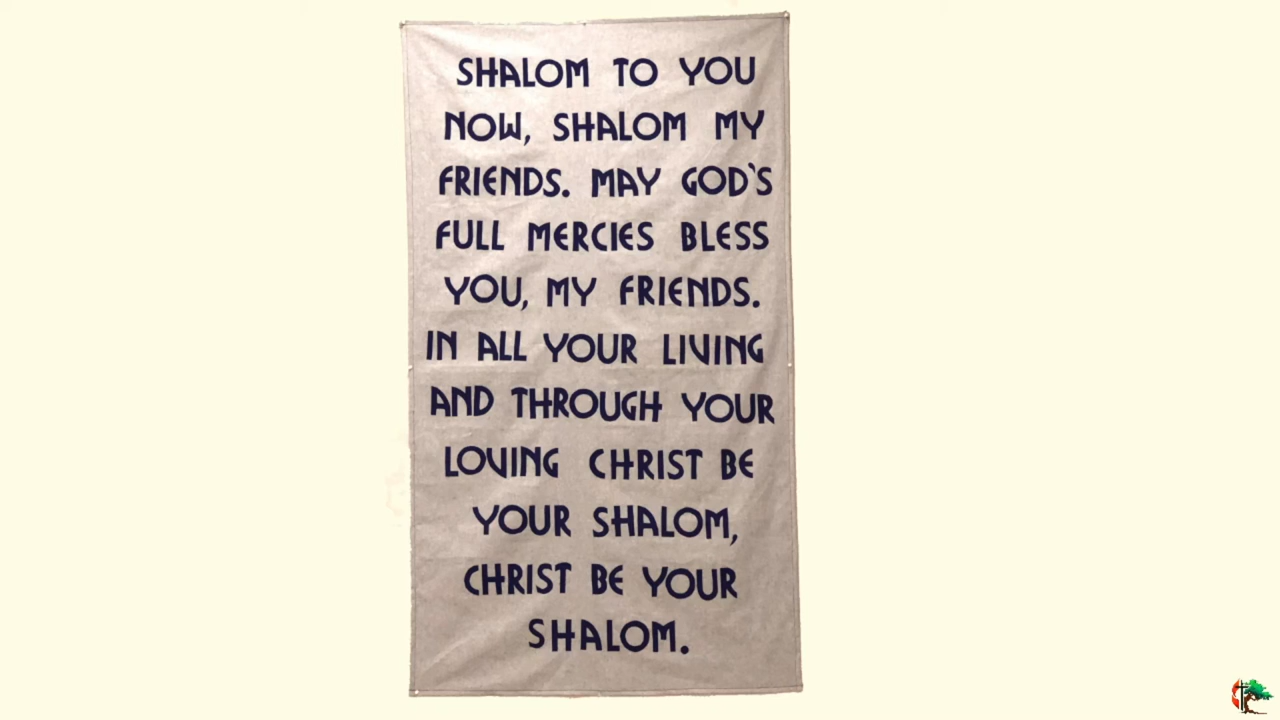 SHALOM TO YOU
NOW, SHALOM MY
FRIENDS. MAY GOD'S
FULL MERCIES BLESS
YOU, MY FRIENDS.
IN ALL YOUR LIVING
AND THROUGH YOUR
LOVING CHRIST BE
YOUR SHALOM,
CHRIST BE YOUR
SHALOM.